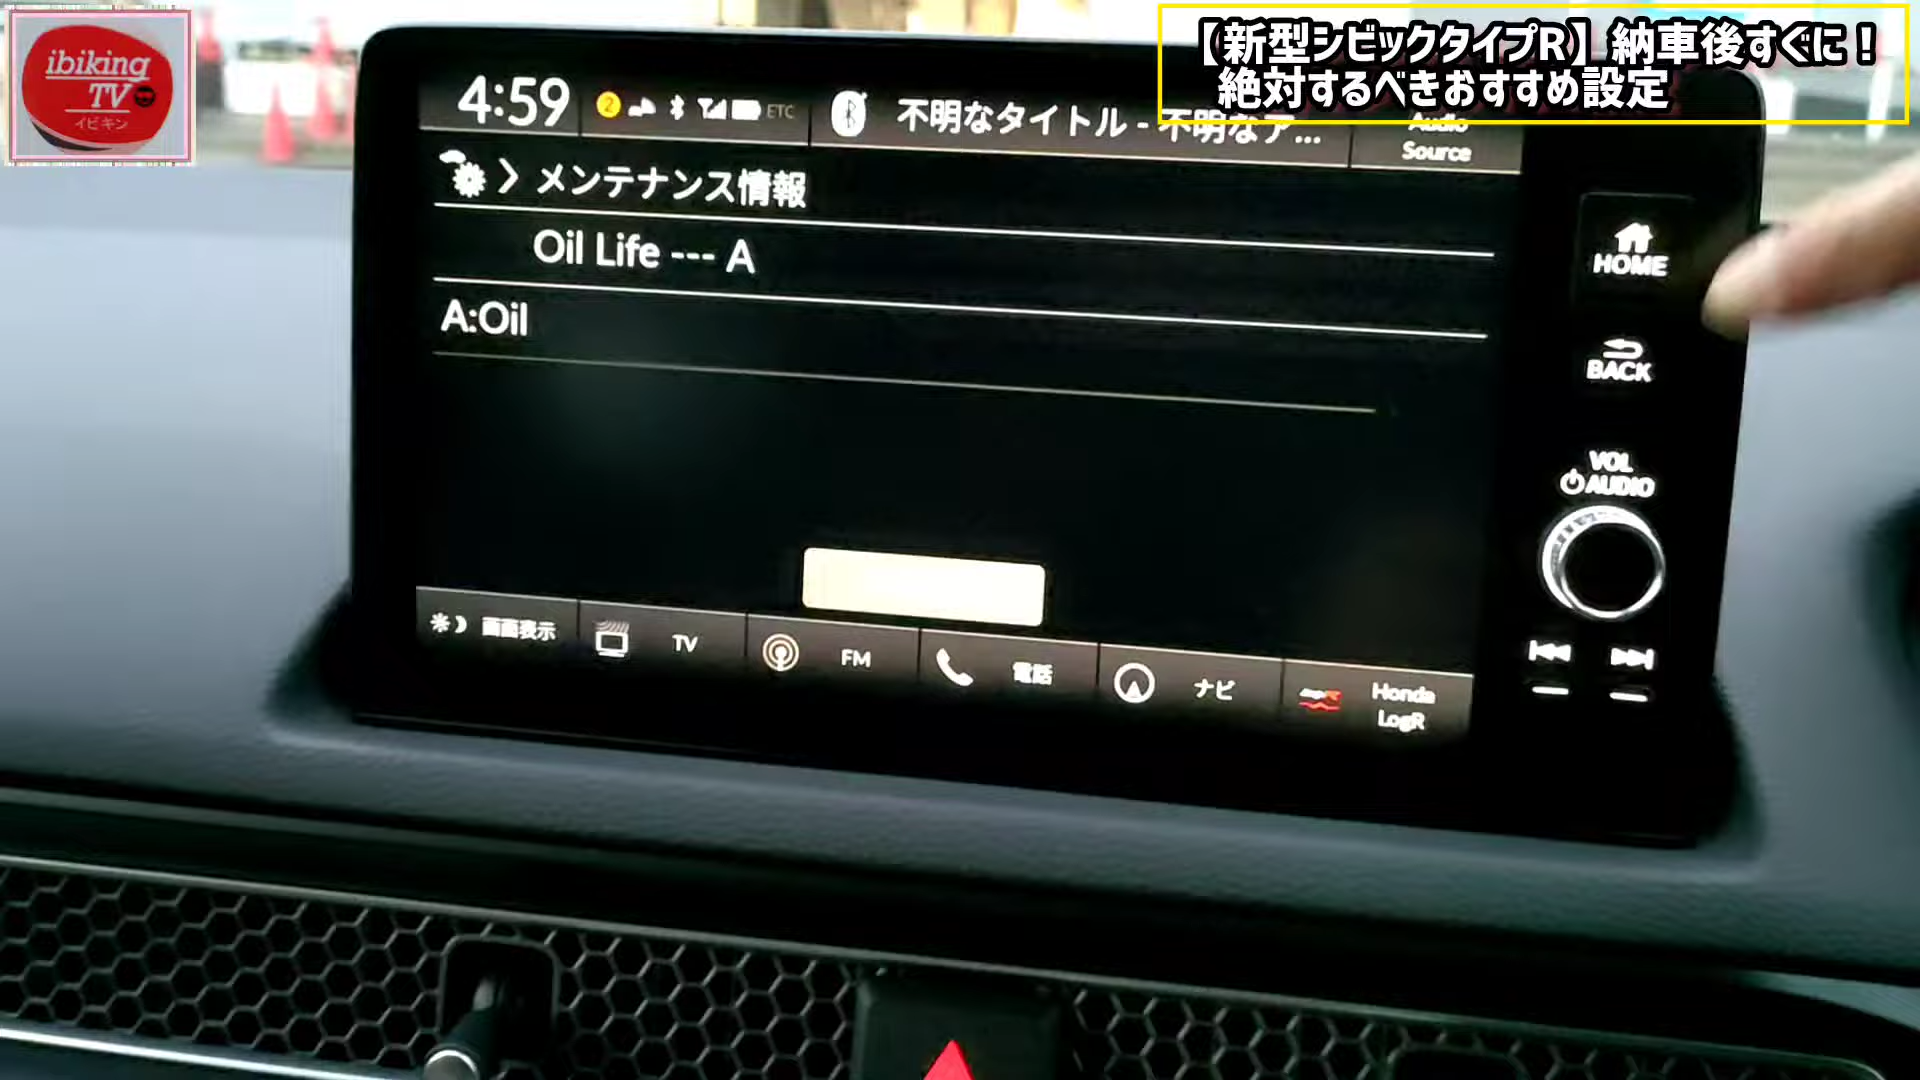 ibiking
TV
イビキン
【新型シビックタイプR】納車後すぐに！
絶対するべきおすすめ設定
4:59
2
ETC
不明なタイトル - 不明なア...
Audio
Source
メンテナンス情報
Oil Life --- A
A:Oil
HOME
BACK
VOL
AUDIO
画面表示
TV
FM
電話
ナビ
Honda
LogR